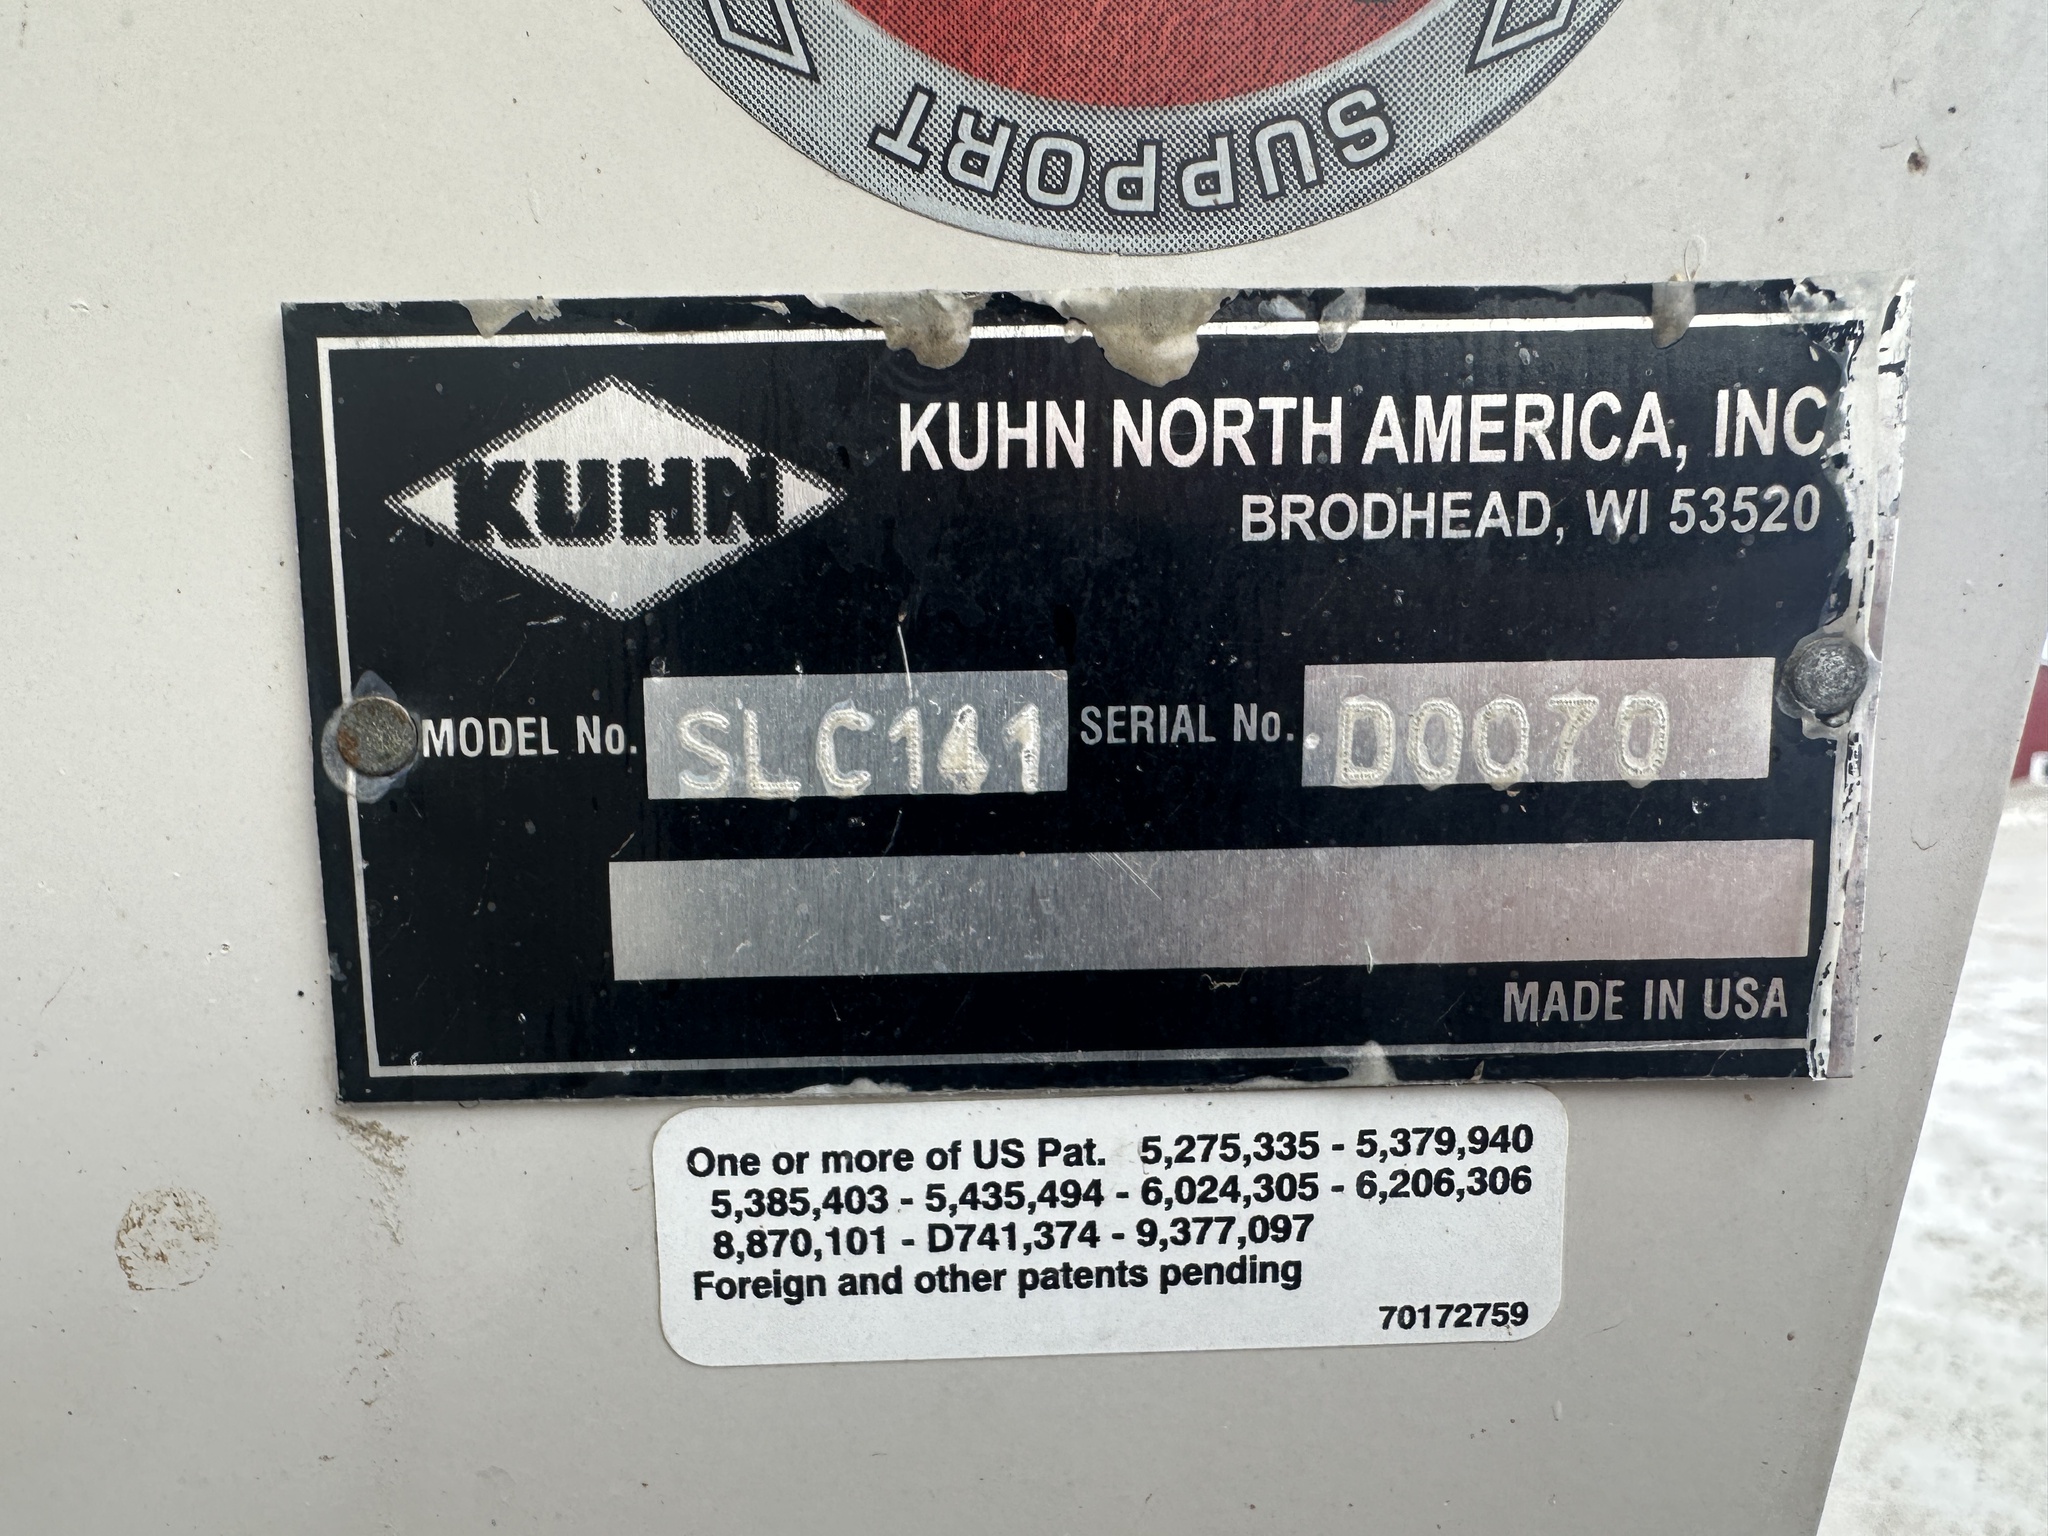 SUPPORT
KUHN
KUHN NORTH AMERICA, INC
BRODHEAD, WI 53520
MODEL No. SLC141 SERIAL No. D0070
MADE IN USA
One or more of US Pat. 5,275,335 - 5,379,940
5,385,403 - 5,435,494 - 6,024,305 - 6,206,306
8,870,101 - D741,374 - 9,377,097
Foreign and other patents pending
70172759